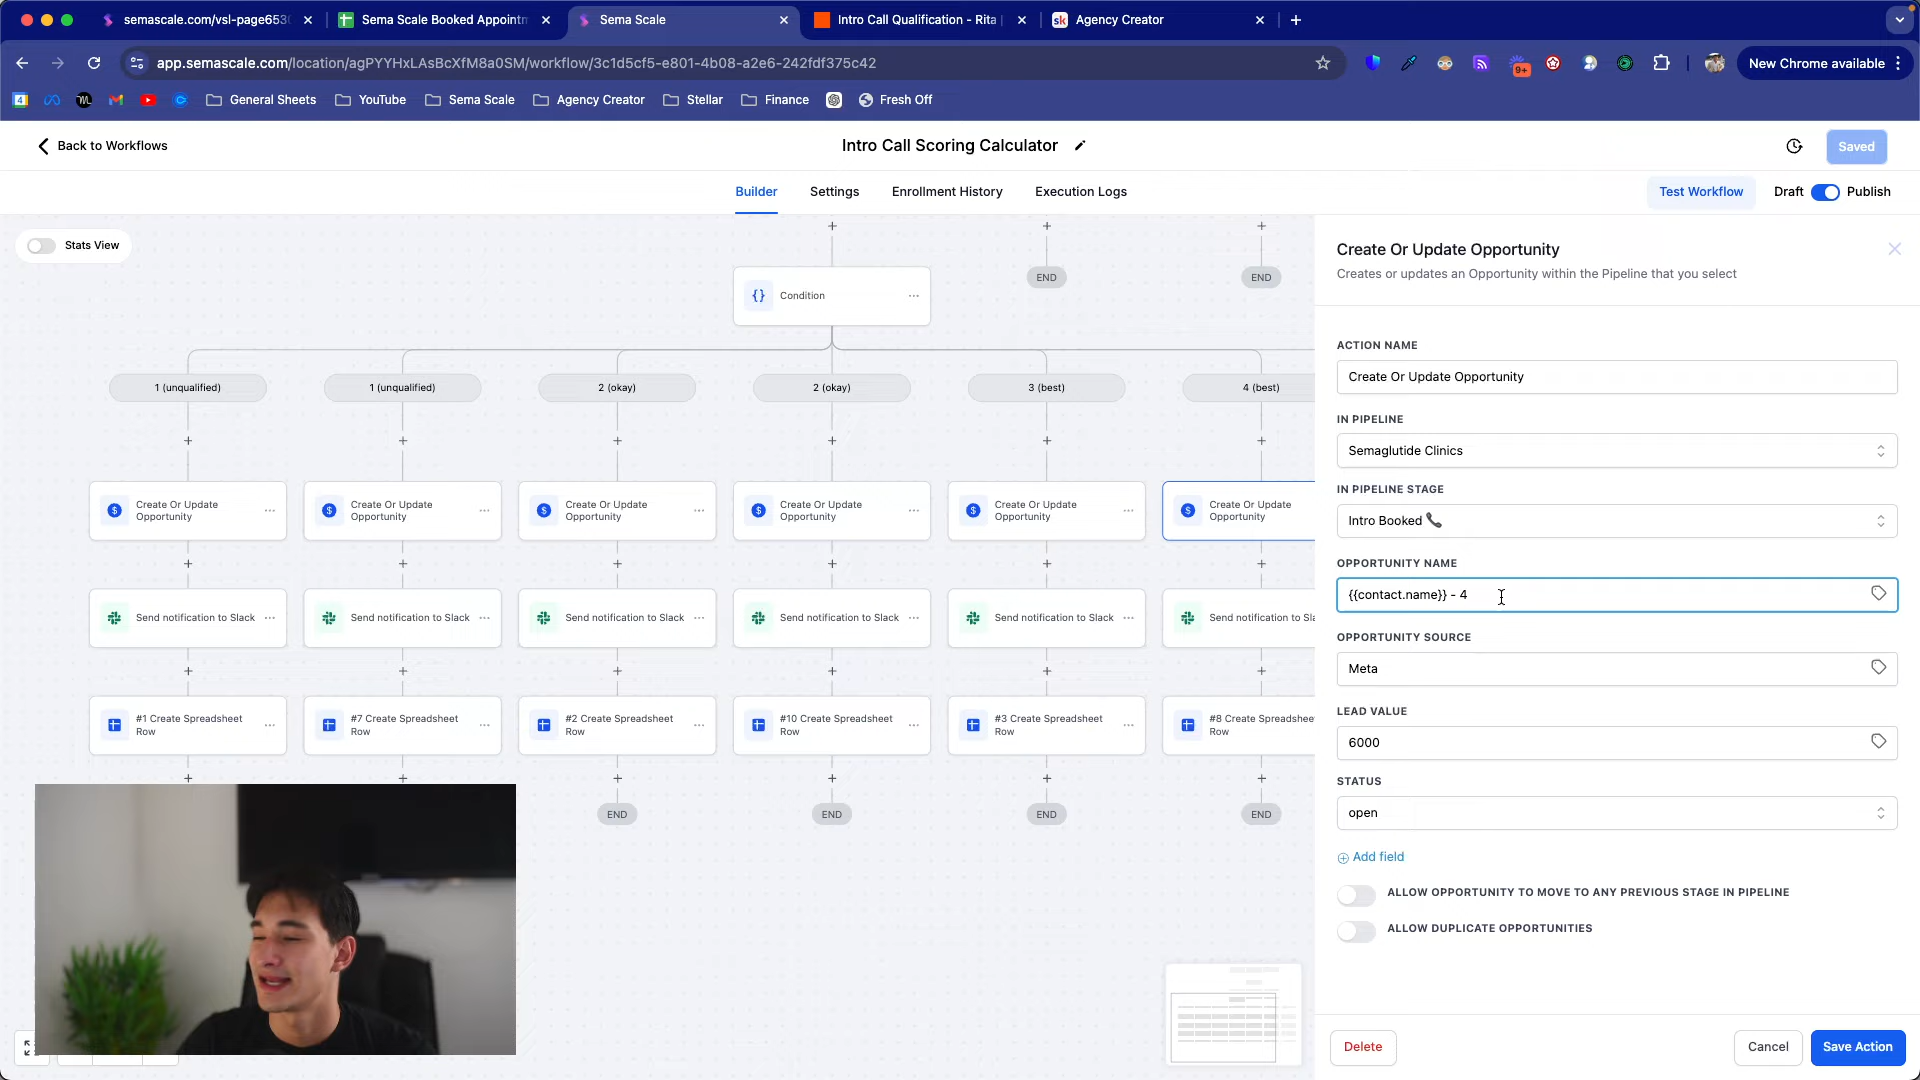 semascale.com/vsl-page653
Sema Scale Booked Appointm
Sema Scale
Intro Call Qualification - Rita |
sk
Agency Creator
app.semascale.com/location/agPYYHxLAsBcXfM8a0SM/workflow/3c1d5cf5-e801-4b08-a2e6-242fdf375c42
9+
New Chrome available
4
General Sheets
YouTube
Sema Scale
Agency Creator
Stellar
Finance
Fresh Off
Back to Workflows
Intro Call Scoring Calculator
Saved
Builder
Settings
Enrollment History
Execution Logs
Test Workflow
Draft
Publish
Stats View
END
END
Condition
1 (unqualified)
1 (unqualified)
2 (okay)
2 (okay)
3 (best)
4 (best)
Create Or Update
Opportunity
Create Or Update
Opportunity
Create Or Update
Opportunity
Create Or Update
Opportunity
Create Or Update
Opportunity
Create Or Update
Opportunity
Send notification to Slack
Send notification to Slack
Send notification to Slack
Send notification to Slack
Send notification to Slack
Send notification to Sla
#1 Create Spreadsheet
Row
#7 Create Spreadsheet
Row
#2 Create Spreadsheet
Row
#10 Create Spreadsheet
Row
#3 Create Spreadsheet
Row
#8 Create Spreadshee
Row
END
END
END
END
Create Or Update Opportunity
Creates or updates an Opportunity within the Pipeline that you select
ACTION NAME
Create Or Update Opportunity
IN PIPELINE
Semaglutide Clinics
IN PIPELINE STAGE
Intro Booked 📞
OPPORTUNITY NAME
{{contact.name}} - 4
OPPORTUNITY SOURCE
Meta
LEAD VALUE
6000
STATUS
open
Add field
ALLOW OPPORTUNITY TO MOVE TO ANY PREVIOUS STAGE IN PIPELINE
ALLOW DUPLICATE OPPORTUNITIES
Delete
Cancel
Save Action